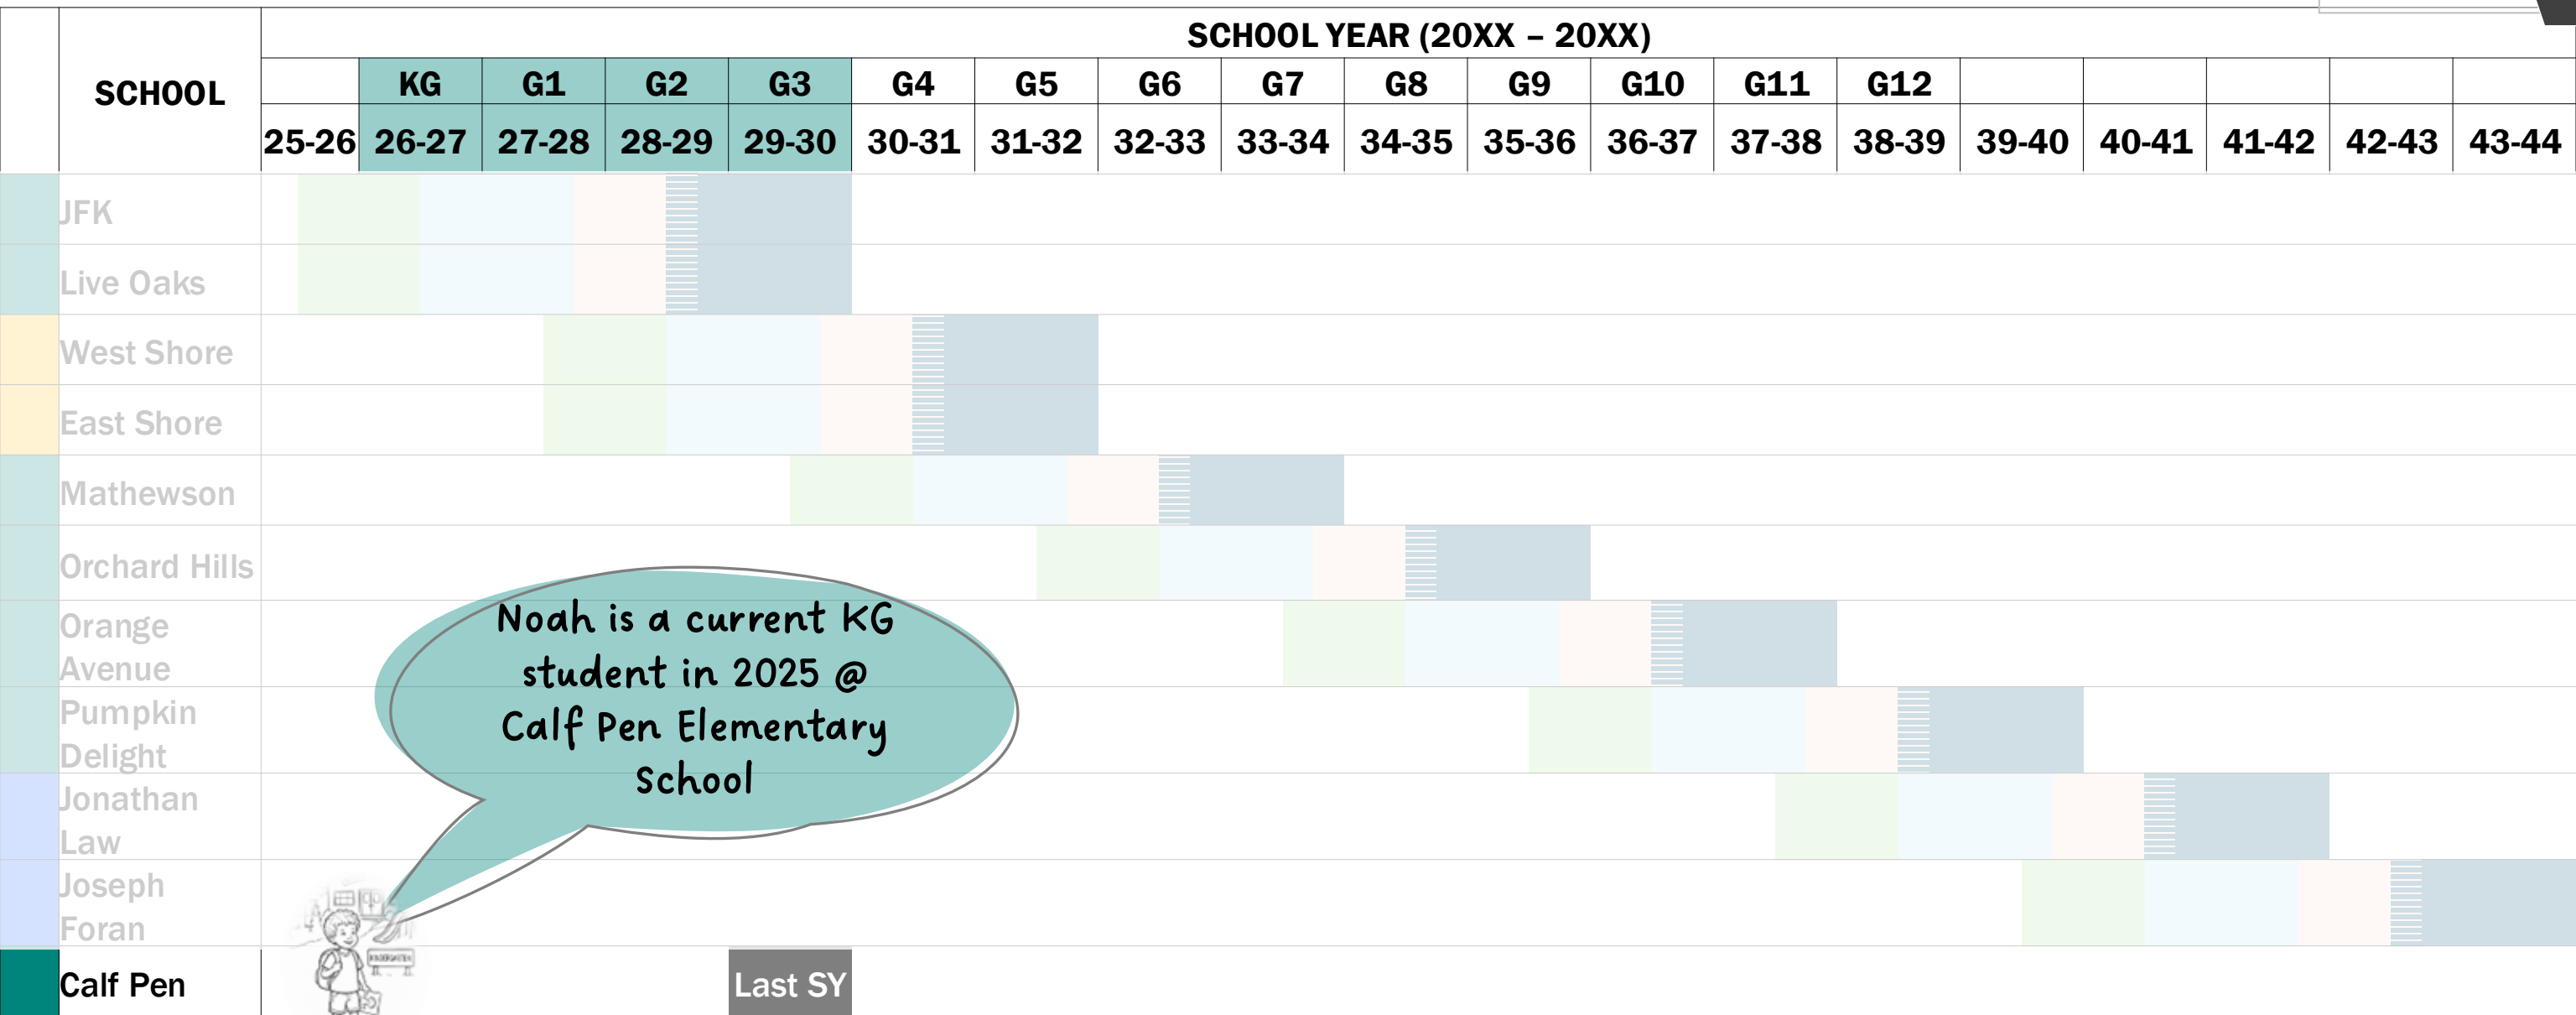 SCHOOL YEAR (20XX – 20XX)
SCHOOL
KG G1 G2 G3 G4 G5 G6 G7 G8 G9 G10 G11 G12
25-26 26-27 27-28 28-29 29-30 30-31 31-32 32-33 33-34 34-35 35-36 36-37 37-38 38-39 39-40 40-41 41-42 42-43 43-44
JFK
Live Oaks
West Shore
East Shore
Mathewson
Orchard Hills
Orange
Avenue
Pumpkin
Delight
Jonathan
Law
Joseph
Foran
Noah is a current KG
student in 2025 @
Calf Pen Elementary
School
KINDERGARTEN
Calf Pen
Last SY